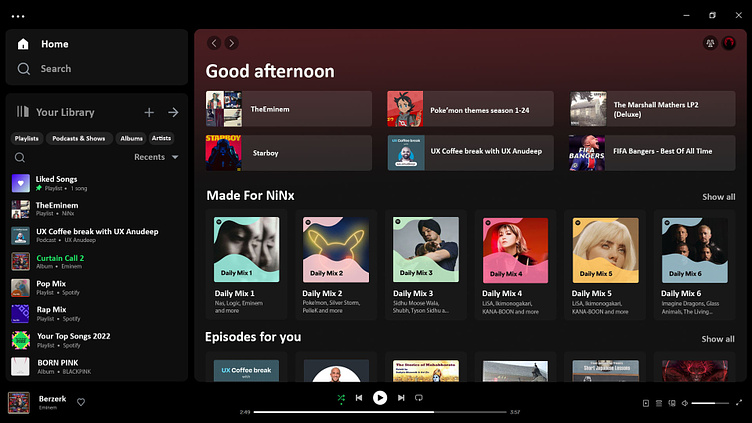 Home
Search
Your Library
Playlists
Podcasts & Shows
Albums
Artists
Recents
Liked Songs
Playlist • 1 song
TheEminem
Playlist • NiNx
UX Coffee break with UX Anudeep
Podcast • UX Anudeep
Curtain Call 2
Album • Eminem
Pop Mix
Playlist • Spotify
Rap Mix
Playlist • Spotify
Your Top Songs 2022
Playlist • Spotify
BORN PINK
Album • BLACKPINK
Good afternoon
TheEminem
Poke'mon themes season 1-24
The Marshall Mathers LP2
(Deluxe)
STARBOY
Starboy
UX Coffee break with UX Anudeep
FIFA
BANGERS
FIFA Bangers - Best Of All Time
Made For NiNx
Show all
Daily Mix 1
Daily Mix 2
Daily Mix 3
Daily Mix 4
Daily Mix 5
Daily Mix 6
Daily Mix 1
Nas, Logic, Eminem
and more
Daily Mix 2
Poke!mon, Silver Storm,
PelleK and more
Daily Mix 3
Sidhu Moose Wala,
Shubh, Tyson Sidhu a...
Daily Mix 4
LiSA, Ikimonogakari,
KANA-BOON and more
Daily Mix 5
LiSA, Ikimonogakari,
KANA-BOON and more
Daily Mix 6
Imagine Dragons, Glass
Animals, The Living...
Episodes for you
Show all
UX Coffee break
The Stories of Mahabharata
Short Japanese Lessons
Berzerk
Eminem
2:49
3:57